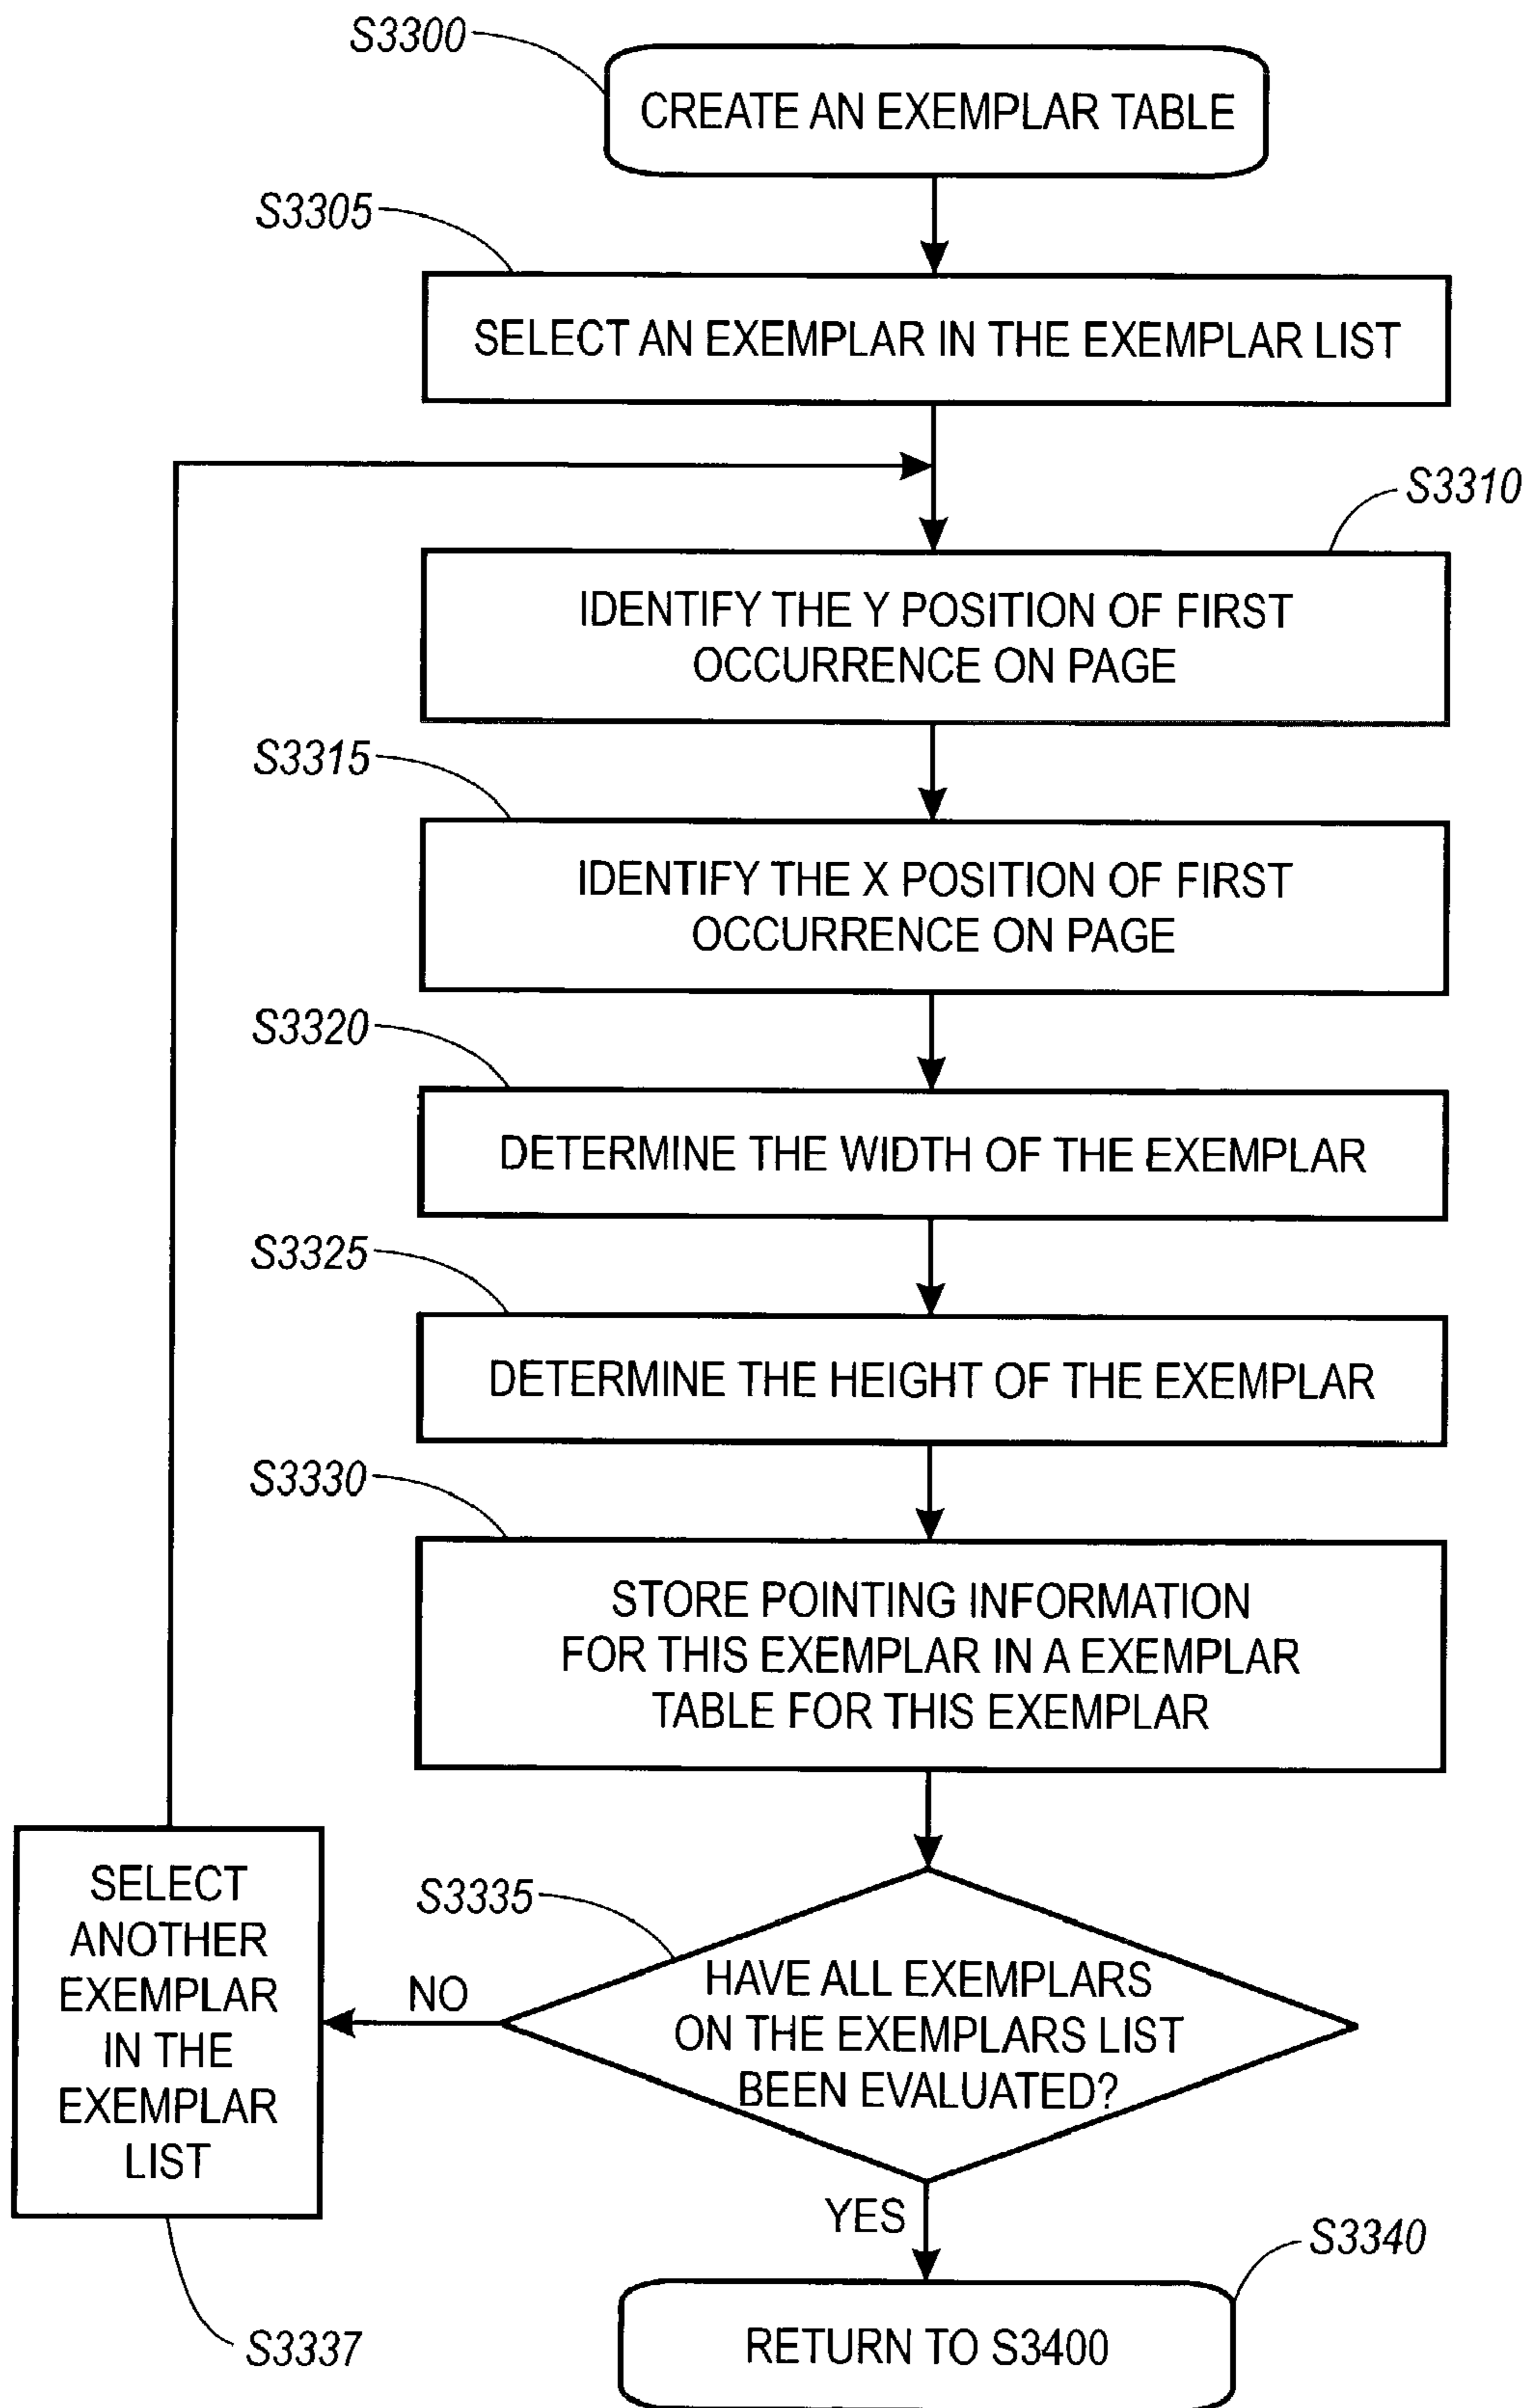 S3300
CREATE AN EXEMPLAR TABLE
S3305
SELECT AN EXEMPLAR IN THE EXEMPLAR LIST
S3310
IDENTIFY THE Y POSITION OF FIRST
OCCURRENCE ON PAGE
S3315
IDENTIFY THE X POSITION OF FIRST
OCCURRENCE ON PAGE
S3320
DETERMINE THE WIDTH OF THE EXEMPLAR
S3325
DETERMINE THE HEIGHT OF THE EXEMPLAR
S3330
STORE POINTING INFORMATION
FOR THIS EXEMPLAR IN A EXEMPLAR
TABLE FOR THIS EXEMPLAR
S3335
HAVE ALL EXEMPLARS
ON THE EXEMPLARS LIST
BEEN EVALUATED?
NO
SELECT
ANOTHER
EXEMPLAR
IN THE
EXEMPLAR
LIST
S3337
YES
S3340
RETURN TO S3400